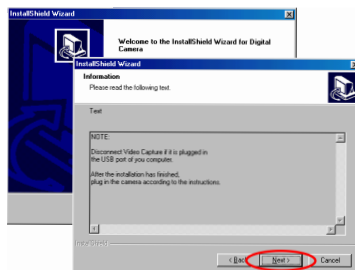 InstallShield Wizard
Welcome to the InstallShield Wizard for Digital
Camera
InstallShield Wizard
Information
Please read the following text.
Text
NOTE:
Disconnect Video Capture if it is plugged in
the USB port of you computer.
After the installation has finished,
plug in the camera according to the instructions.
InstallShield
< Back
Next >
Cancel